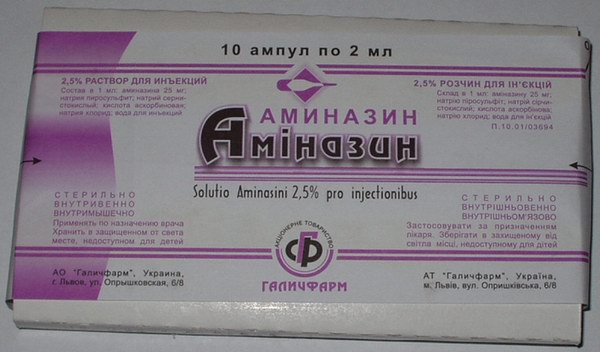 10 ампул по 2 мл
2,5% РАСТВОР ДЛЯ ИНЪЕКЦИЙ
Состав в 1 мл: аминазина 25 мг;
натрия пиросульфит; натрий серни-
стокислый; кислота аскорбиновая;
натрия хлорид; вода для инъекций
2,5% РОЗЧИН ДЛЯ ІН'ЄКЦІЙ
Склад в 1 мл: аміназину 25 мг;
натрію піросульфіт; натрій сірчи-
стокислий; кислота аскорбінова;
натрію хлорид; вода для ін'єкцій
П.10.01/03694
АМИНАЗИН
Аміназин
Solutio Aminasini 2,5% pro injectionibus
СТЕРИЛЬНО
ВНУТРИВЕННО
ВНУТРИМЫШЕЧНО
Применять по назначению врача
Хранить в защищенном от света
месте, недоступном для детей
СТЕРИЛЬНО
ВНУТРІШНЬОВЕННО
ВНУТРІШНЬОМ'ЯЗОВО
Застосовувати за призначенням
лікаря. Зберігати в захищеному від
світла місці, недоступному для дітей
АКЦІОНЕРНЕ ТОВАРИСТВО
ГФ
ГАЛИЧФАРМ
АО "Галичфарм", Украина,
г. Львов, ул. Опрышковская, 6/8
АТ "Галичфарм", Україна,
м. Львів, вул. Опришківська, 6/8